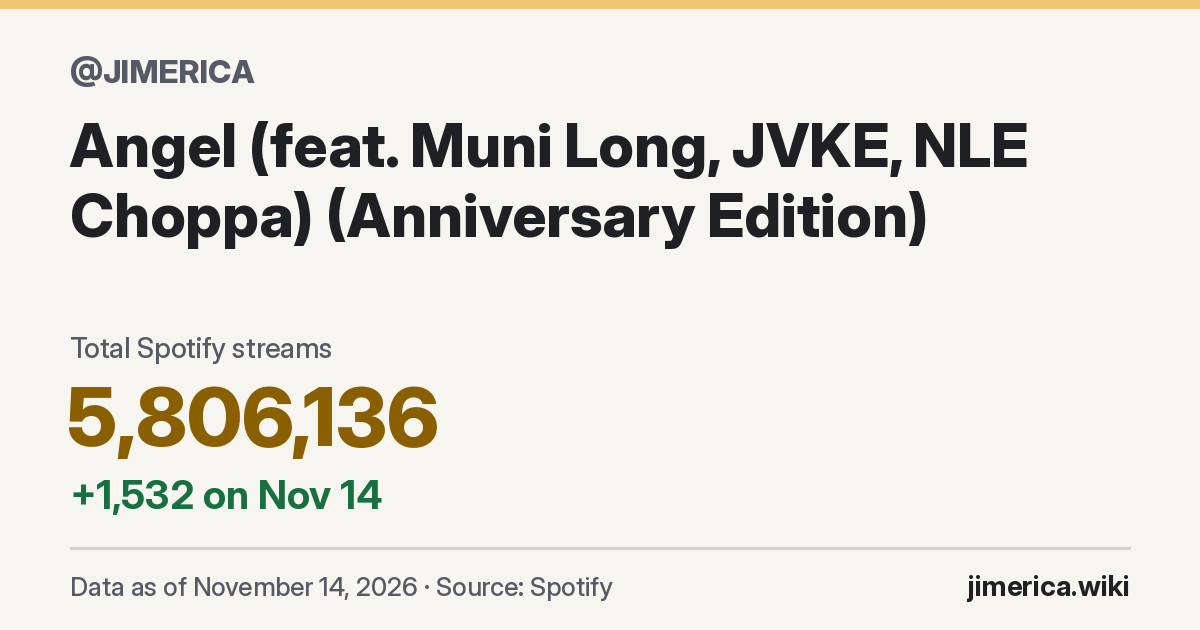 @JIMERICA
Angel (feat. Muni Long, JVKE, NLE
Choppa) (Anniversary Edition)
Total Spotify streams
5,806,136
+1,532 on Nov 14
Data as of November 14, 2026 · Source: Spotify
jimerica.wiki